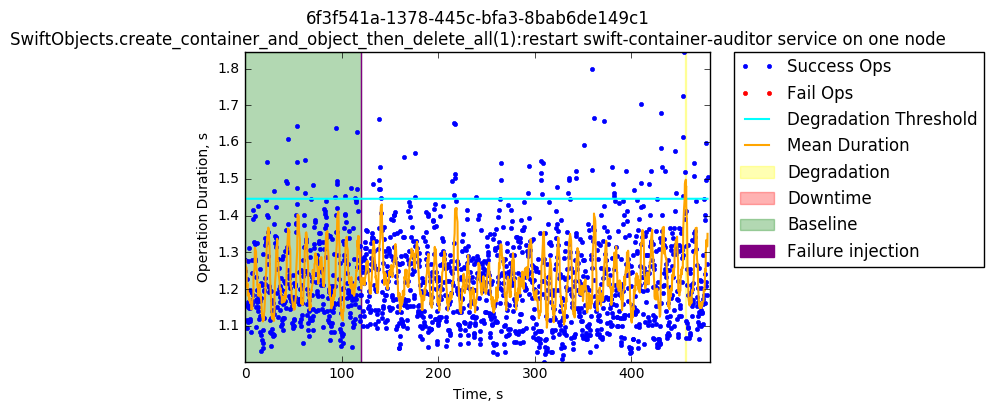 6f3f541a-1378-445c-bfa3-8bab6de149c1
SwiftObjects.create_container_and_object_then_delete_all(1):restart swift-container-auditor service on one node
1.8
1.7
1.6
1.5
1.4
1.3
1.2
1.1
Operation Duration, s
0 100 200 300 400
Time, s
Success Ops
Fail Ops
Degradation Threshold
Mean Duration
Degradation
Downtime
Baseline
Failure injection